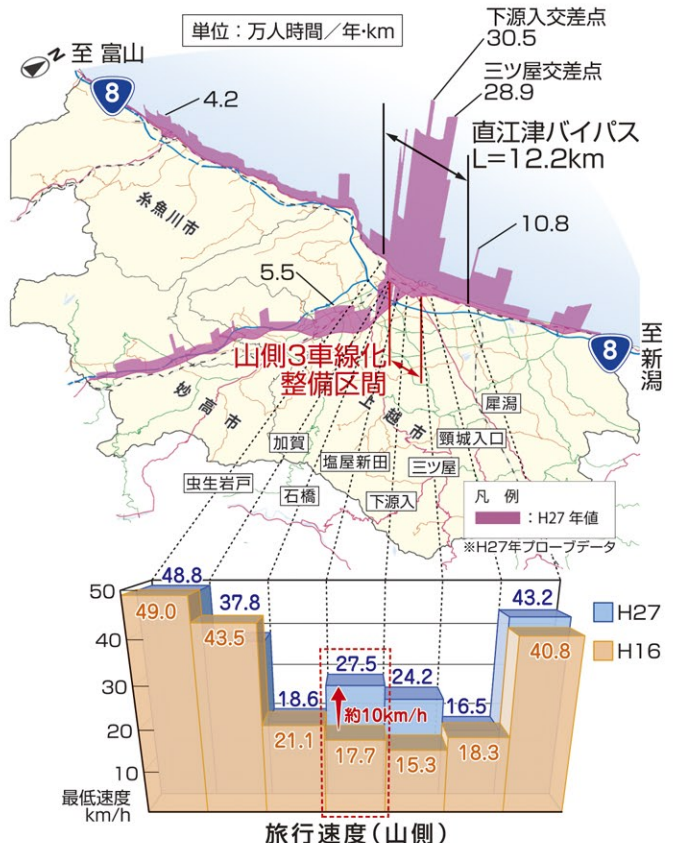 単位：万人時間／年・km
下源入交差点
30.5
三ツ屋交差点
28.9
N
至 富山
8
4.2
直江津バイパス
L=12.2km
糸魚川市
10.8
5.5
至新潟
8
山側3車線化
整備区間
妙高市
上越市
犀潟
加賀
頸城入口
塩屋新田
三ツ屋
虫生岩戸
石橋
下源入
凡 例
：H27 年値
※H27年プローブデータ
50
48.8
37.8
43.2
H27
49.0
43.5
27.5
24.2
H16
40
40.8
30
18.6
16.5
約10km/h
20
21.1
17.7
15.3
18.3
10
最低速度
km/h
旅行速度(山側)